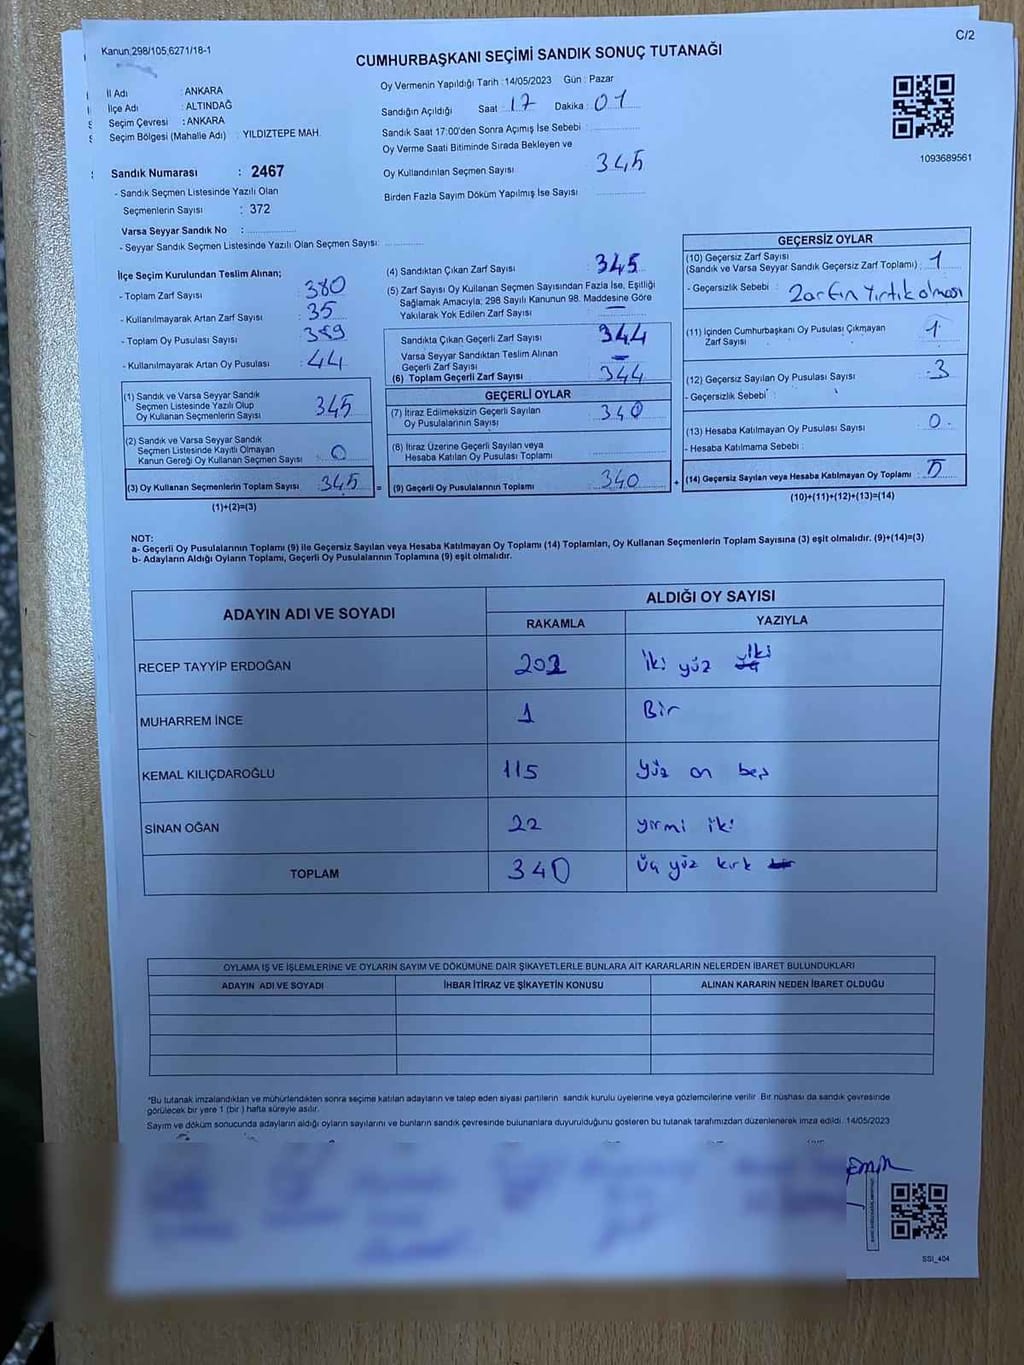 Kanun,298/105,6271/18-1
C/2
CUMHURBAŞKANI SEÇİMİ SANDIK SONUÇ TUTANAĞI
İl Adı : ANKARA
İlçe Adı : ALTINDAĞ
Seçim Çevresi : ANKARA
Seçim Bölgesi (Mahalle Adı) YILDIZTEPE MAH.
Sandık Numarası : 2467
- Sandık Seçmen Listesinde Yazılı Olan
Seçmenlerin Sayısı : 372
Varsa Seyyar Sandık No :
- Seyyar Sandık Seçmen Listesinde Yazılı Olan Seçmen Sayısı:
Oy Vermenin Yapıldığı Tarih : 14/05/2023 Gün : Pazar
Sandığın Açıldığı Saat : 17 Dakika : 01
Sandık Saat 17:00'den Sonra Açımış İse Sebebi :
Oy Verme Saati Bitiminde Sırada Bekleyen ve
Oy Kullandırılan Seçmen Sayısı 345
Birden Fazla Sayım Döküm Yapılmış İse Sayısı
1093689561
İlçe Seçim Kurulundan Teslim Alınan;
- Toplam Zarf Sayısı : 380
- Kullanılmayarak Artan Zarf Sayısı : 35
- Toplam Oy Pusulası Sayısı : 389
- Kullanılmayarak Artan Oy Pusulası : 44
(1) Sandık ve Varsa Seyyar Sandık
Seçmen Listesinde Yazılı Olup
Oy Kullanan Seçmenlerin Sayısı 345
(2) Sandık ve Varsa Seyyar Sandık
Seçmen Listesinde Kayıtlı Olmayan
Kanun Gereği Oy Kullanan Seçmen Sayısı 0
(3) Oy Kullanan Seçmenlerin Toplam Sayısı 345 =
(1)+(2)=(3)
(4) Sandıktan Çıkan Zarf Sayısı 345
(5) Zarf Sayısı Oy Kullanan Seçmen Sayısından Fazla İse, Eşitliği
Sağlamak Amacıyla; 298 Sayılı Kanunun 98. Maddesine Göre
Yakılarak Yok Edilen Zarf Sayısı
Sandıkta Çıkan Geçerli Zarf Sayısı 344
Varsa Seyyar Sandıktan Teslim Alınan
Geçerli Zarf Sayısı -
(6) Toplam Geçerli Zarf Sayısı 344
GEÇERLİ OYLAR
(7) İtiraz Edilmeksizin Geçerli Sayılan
Oy Pusulalarının Sayısı 340
(8) İtiraz Üzerine Geçerli Sayılan veya
Hesaba Katılan Oy Pusulası Toplamı
(9) Geçerli Oy Pusulalarının Toplamı 340 +
GEÇERSİZ OYLAR
(10) Geçersiz Zarf Sayısı
(Sandık ve Varsa Seyyar Sandık Geçersiz Zarf Toplamı) : 1
- Geçersizlik Sebebi : Zarfın Yırtık olması
(11) İçinden Cumhurbaşkanı Oy Pusulası Çıkmayan
Zarf Sayısı 1
(12) Geçersiz Sayılan Oy Pusulası Sayısı 3
- Geçersizlik Sebebi :
(13) Hesaba Katılmayan Oy Pusulası Sayısı 0
- Hesaba Katılmama Sebebi :
(14) Geçersiz Sayılan veya Hesaba Katılmayan Oy Toplamı 5
(10)+(11)+(12)+(13)=(14)
NOT:
a- Geçerli Oy Pusulalarının Toplamı (9) ile Geçersiz Sayılan veya Hesaba Katılmayan Oy Toplamı (14) Toplamları, Oy Kullanan Seçmenlerin Toplam Sayısına (3) eşit olmalıdır. (9)+(14)=(3)
b- Adayların Aldığı Oyların Toplamı, Geçerli Oy Pusulalarının Toplamına (9) eşit olmalıdır.
ADAYIN ADI VE SOYADI ALDIĞI OY SAYISI
RAKAMLA YAZIYLA
RECEP TAYYİP ERDOĞAN 202 iki yüz iki
MUHARREM İNCE 1 Bir
KEMAL KILIÇDAROĞLU 115 yüz on beş
SİNAN OĞAN 22 yirmi iki
TOPLAM 340 üç yüz kırk
OYLAMA İŞ VE İŞLEMLERİNE VE OYLARIN SAYIM VE DÖKÜMÜNE DAİR ŞİKAYETLERLE BUNLARA AİT KARARLARIN NELERDEN İBARET BULUNDUKLARI
ADAYIN ADI VE SOYADI İHBAR İTİRAZ VE ŞİKAYETİN KONUSU ALINAN KARARIN NEDEN İBARET OLDUĞU
*Bu tutanak imzalandıktan ve mühürlendikten sonra seçime katılan adayların ve talep eden siyasi partilerin sandık kurulu üyelerine veya gözlemcilerine verilir. Bir nüshası da sandık çevresinde
görülecek bir yere 1 (bir) hafta süreyle asılır.
Sayım ve döküm sonucunda adayların aldığı oyların sayılarını ve bunların sandık çevresinde bulunanlara duyurulduğunu gösteren bu tutanak tarafımızdan düzenlenerek imza edildi. 14/05/2023
SSI_404